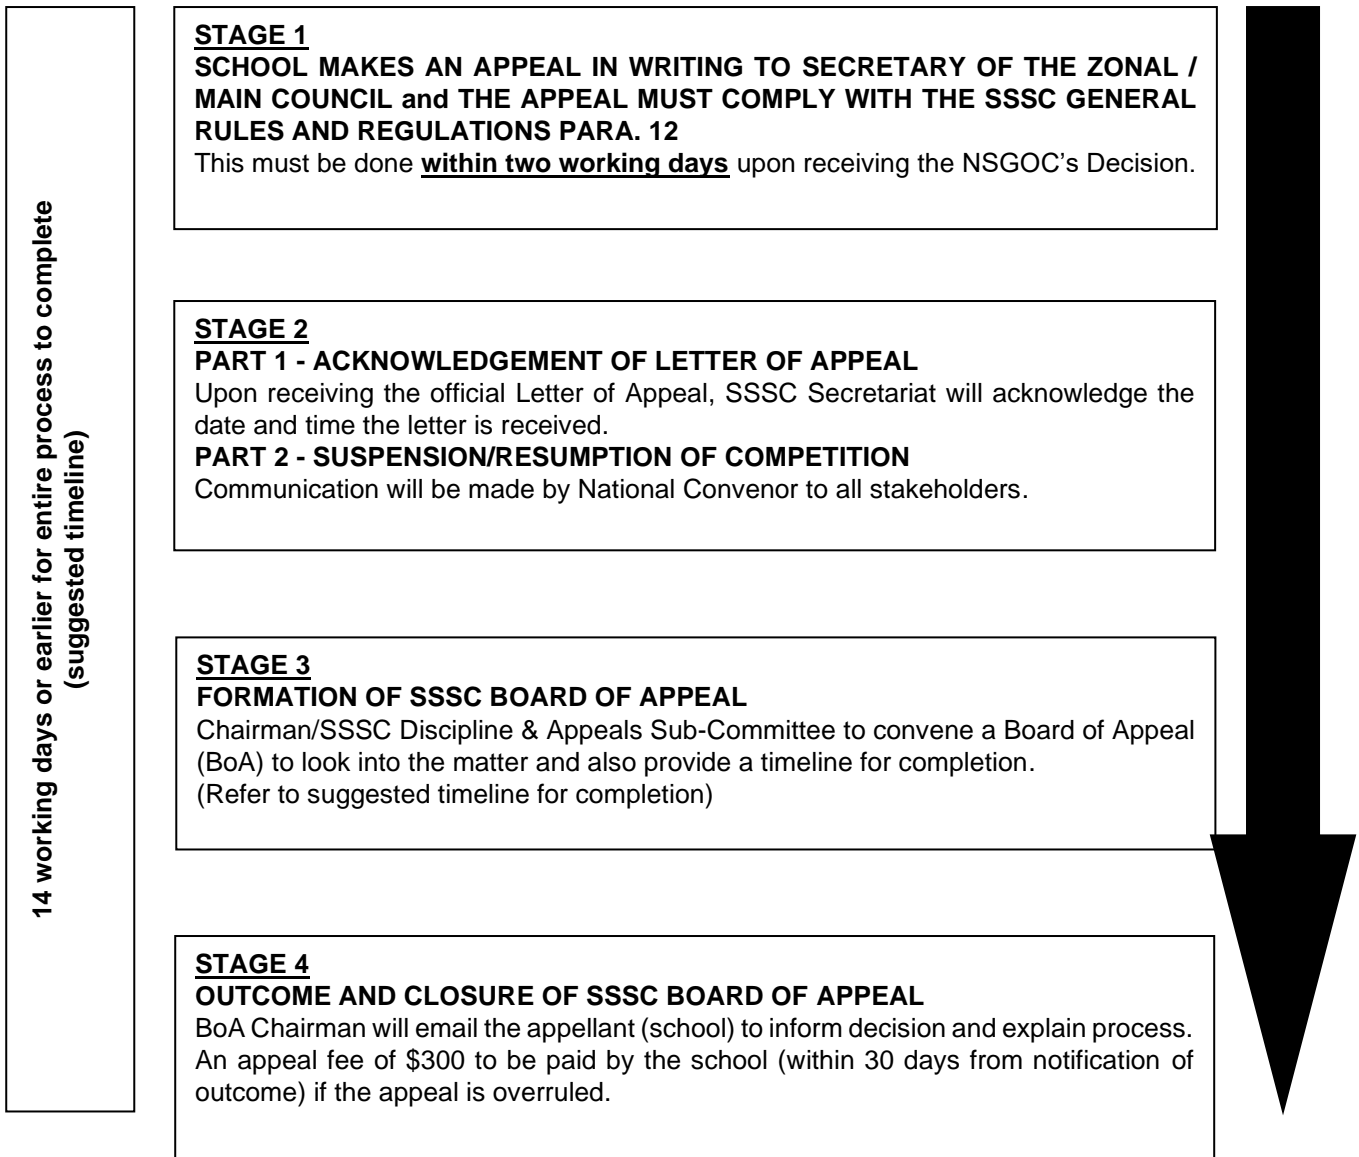 14 working days or earlier for entire process to complete
(suggested timeline)
STAGE 1
SCHOOL MAKES AN APPEAL IN WRITING TO SECRETARY OF THE ZONAL /
MAIN COUNCIL and THE APPEAL MUST COMPLY WITH THE SSSC GENERAL
RULES AND REGULATIONS PARA. 12
This must be done within two working days upon receiving the NSGOC's Decision.
STAGE 2
PART 1 - ACKNOWLEDGEMENT OF LETTER OF APPEAL
Upon receiving the official Letter of Appeal, SSSC Secretariat will acknowledge the
date and time the letter is received.
PART 2 - SUSPENSION/RESUMPTION OF COMPETITION
Communication will be made by National Convenor to all stakeholders.
STAGE 3
FORMATION OF SSSC BOARD OF APPEAL
Chairman/SSSC Discipline & Appeals Sub-Committee to convene a Board of Appeal
(BoA) to look into the matter and also provide a timeline for completion.
(Refer to suggested timeline for completion)
STAGE 4
OUTCOME AND CLOSURE OF SSSC BOARD OF APPEAL
BoA Chairman will email the appellant (school) to inform decision and explain process.
An appeal fee of $300 to be paid by the school (within 30 days from notification of
outcome) if the appeal is overruled.